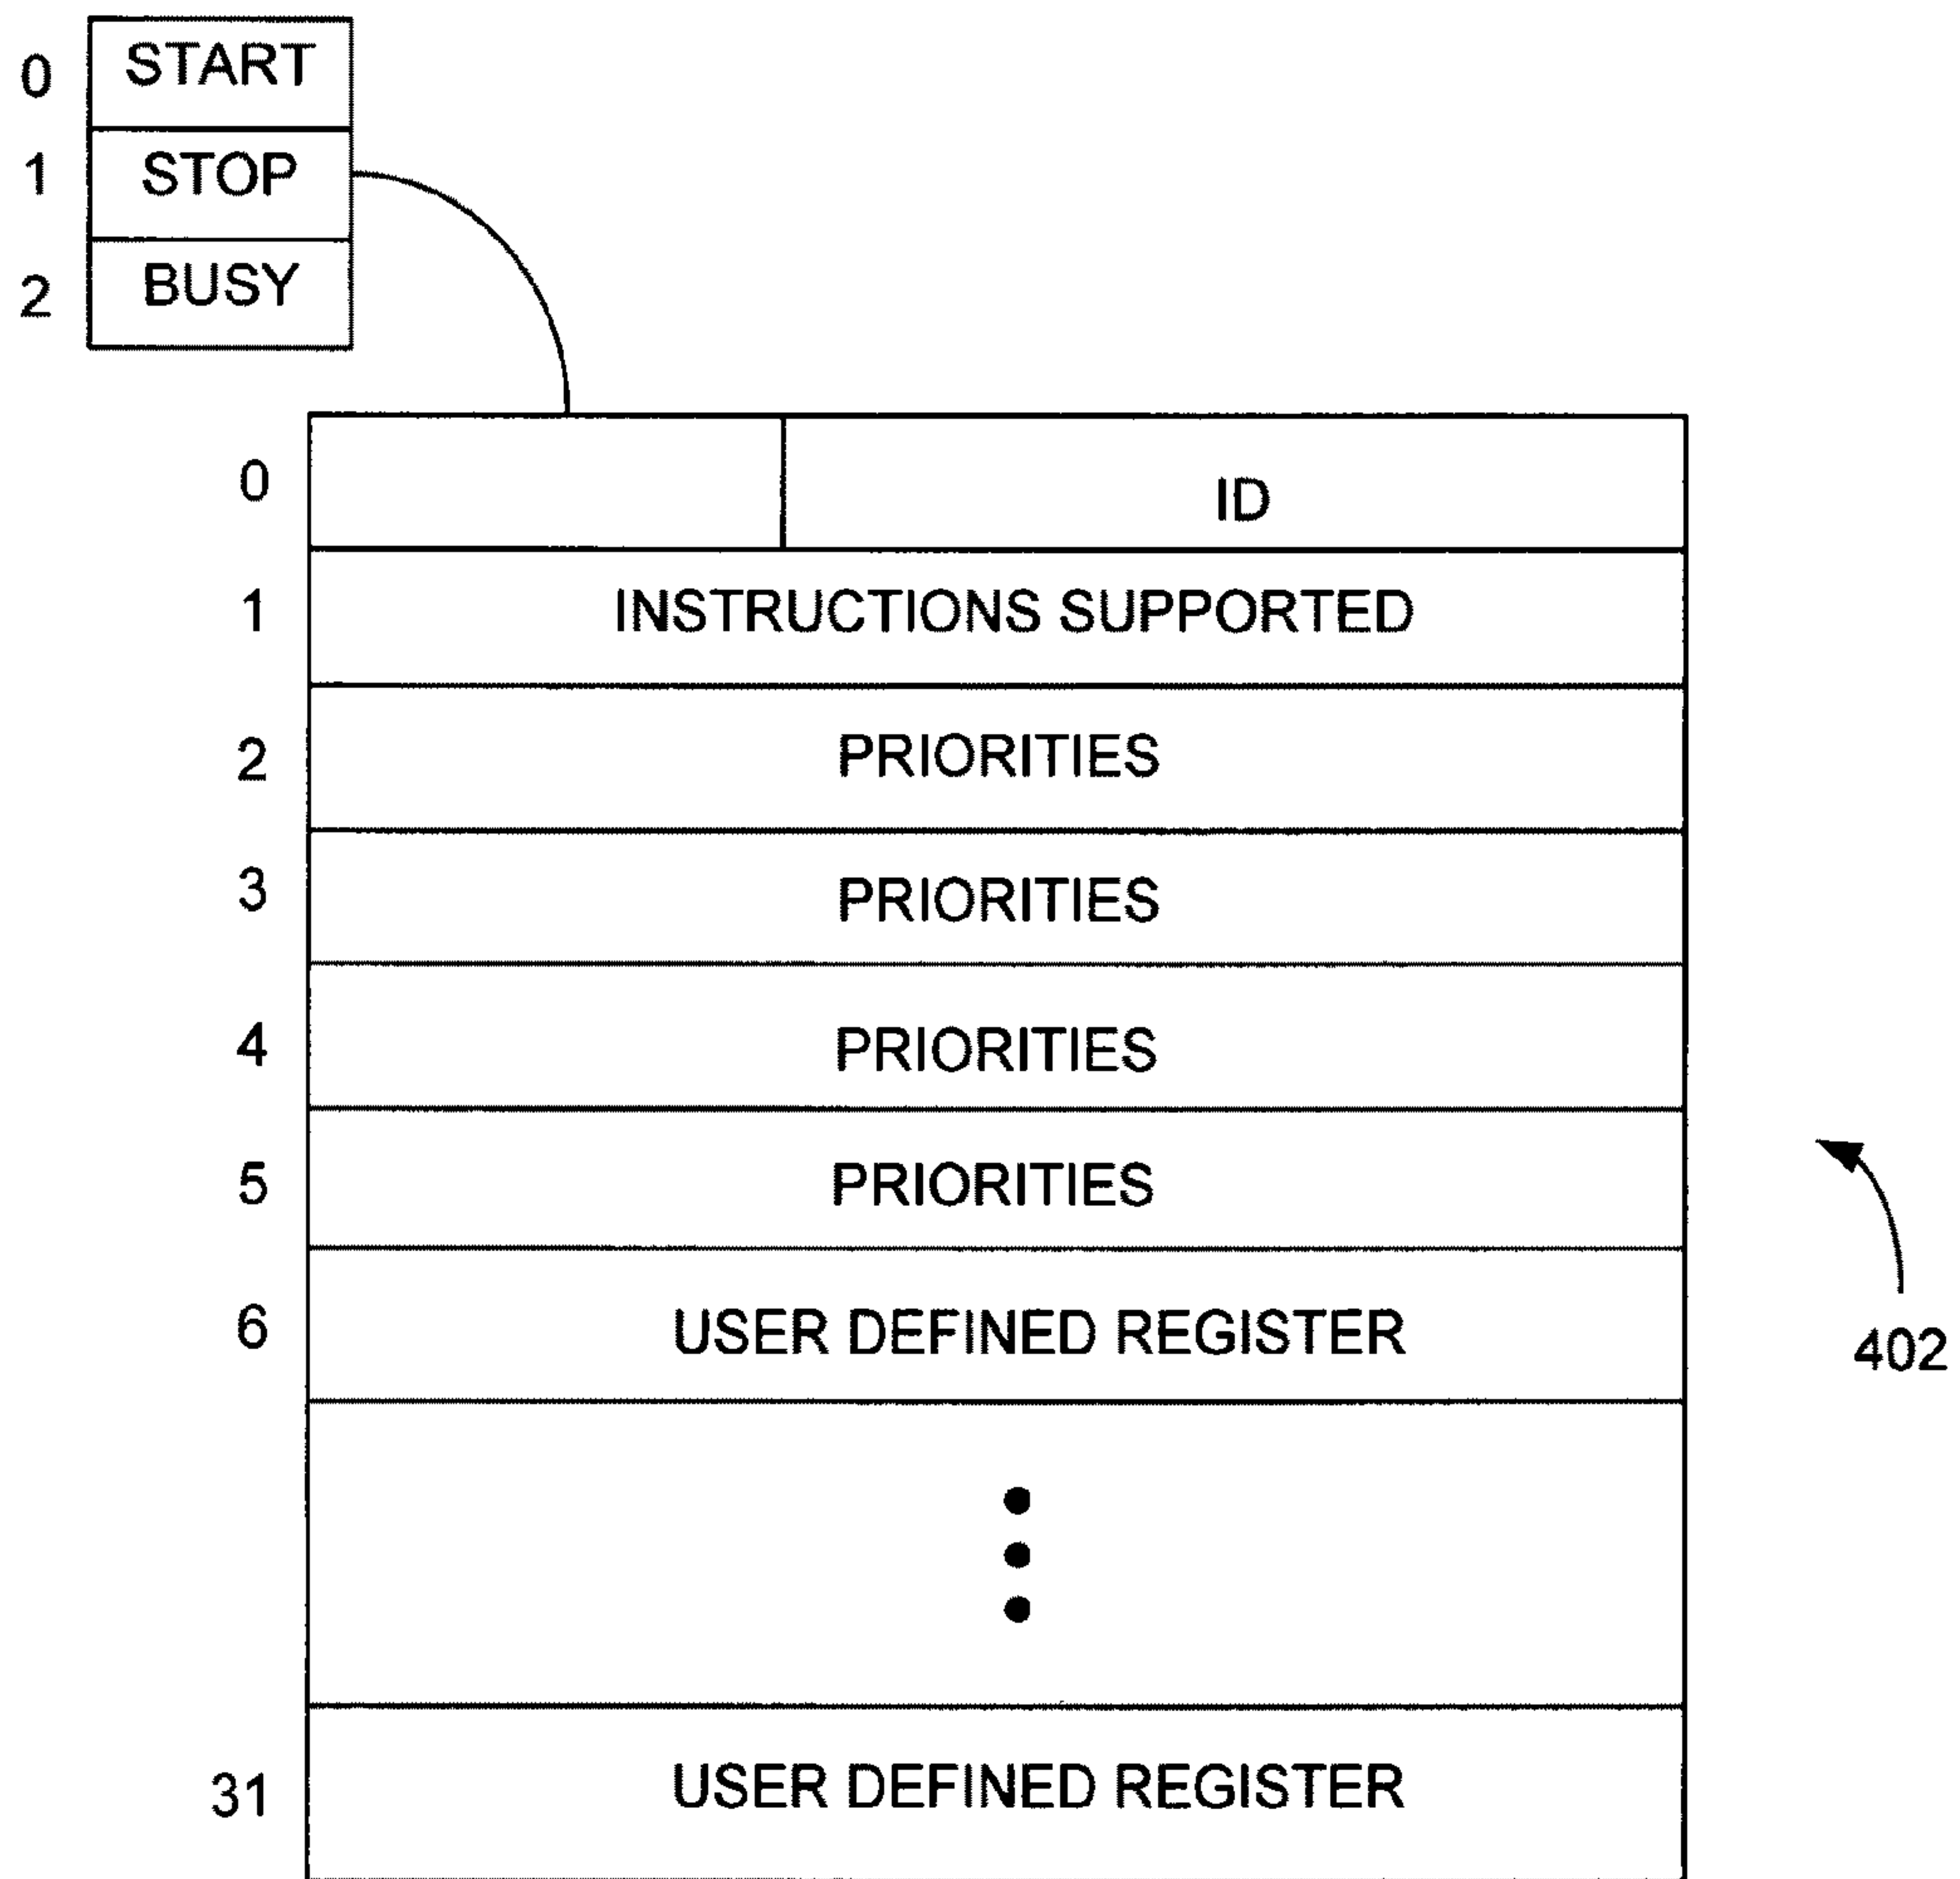 0 START
1 STOP
2 BUSY
0 ID
1 INSTRUCTIONS SUPPORTED
2 PRIORITIES
3 PRIORITIES
4 PRIORITIES
5 PRIORITIES
6 USER DEFINED REGISTER
402
31 USER DEFINED REGISTER